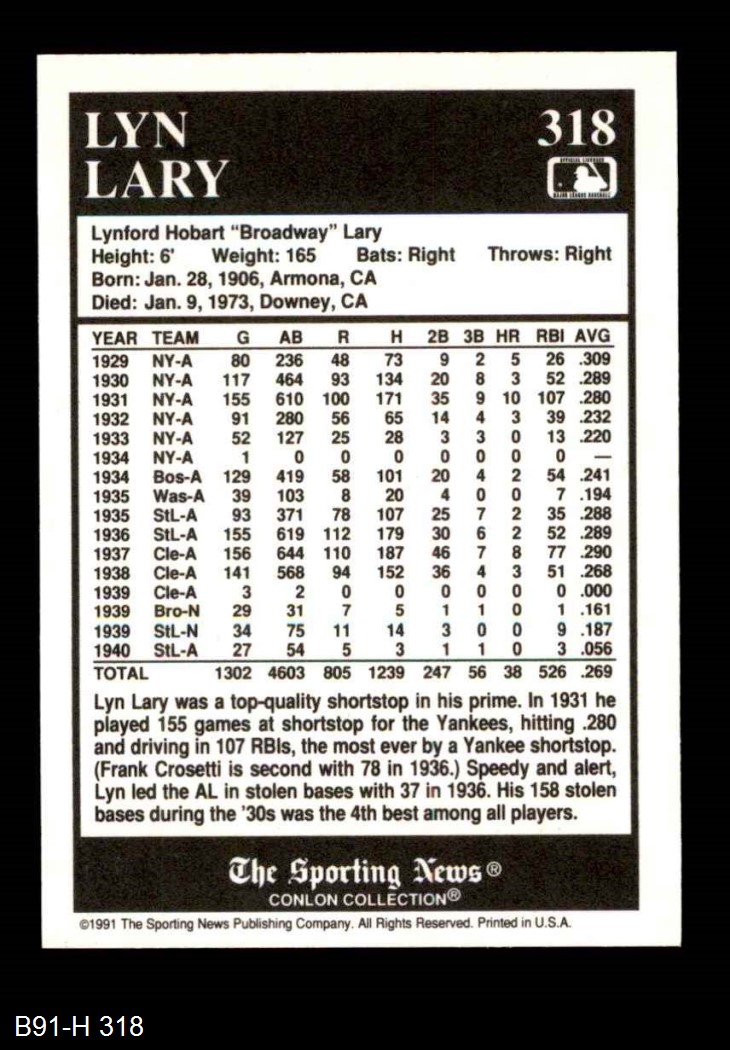 LYN
LARY
318
OFFICIAL LICENSEE
MAJOR LEAGUE BASEBALL
Lynford Hobart "Broadway" Lary
Height: 6' Weight: 165 Bats: Right Throws: Right
Born: Jan. 28, 1906, Armona, CA
Died: Jan. 9, 1973, Downey, CA
YEAR TEAM G AB R H 2B 3B HR RBI AVG
1929 NY-A 80 236 48 73 9 2 5 26 .309
1930 NY-A 117 464 93 134 20 8 3 52 .289
1931 NY-A 155 610 100 171 35 9 10 107 .280
1932 NY-A 91 280 56 65 14 4 3 39 .232
1933 NY-A 52 127 25 28 3 3 0 13 .220
1934 NY-A 1 0 0 0 0 0 0 0 —
1934 Bos-A 129 419 58 101 20 4 2 54 .241
1935 Was-A 39 103 8 20 4 0 0 7 .194
1935 StL-A 93 371 78 107 25 7 2 35 .288
1936 StL-A 155 619 112 179 30 6 2 52 .289
1937 Cle-A 156 644 110 187 46 7 8 77 .290
1938 Cle-A 141 568 94 152 36 4 3 51 .268
1939 Cle-A 3 2 0 0 0 0 0 0 .000
1939 Bro-N 29 31 7 5 1 1 0 1 .161
1939 StL-N 34 75 11 14 3 0 0 9 .187
1940 StL-A 27 54 5 3 1 1 0 3 .056
TOTAL 1302 4603 805 1239 247 56 38 526 .269
Lyn Lary was a top-quality shortstop in his prime. In 1931 he
played 155 games at shortstop for the Yankees, hitting .280
and driving in 107 RBIs, the most ever by a Yankee shortstop.
(Frank Crosetti is second with 78 in 1936.) Speedy and alert,
Lyn led the AL in stolen bases with 37 in 1936. His 158 stolen
bases during the '30s was the 4th best among all players.
The Sporting News®
CONLON COLLECTION®
©1991 The Sporting News Publishing Company. All Rights Reserved. Printed in U.S.A.
B91-H 318